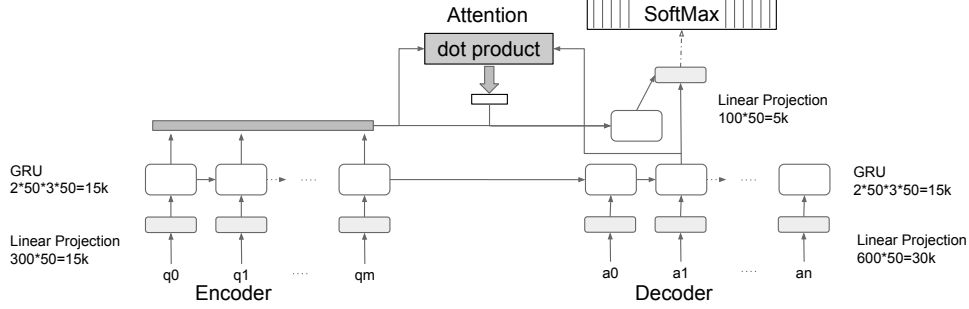 Attention
SoftMax
dot product
Linear Projection
100*50=5k
GRU
2*50*3*50=15k
GRU
2*50*3*50=15k
Linear Projection
300*50=15k
Linear Projection
600*50=30k
q0 q1 .... qm
a0 a1 .... an
Encoder
Decoder